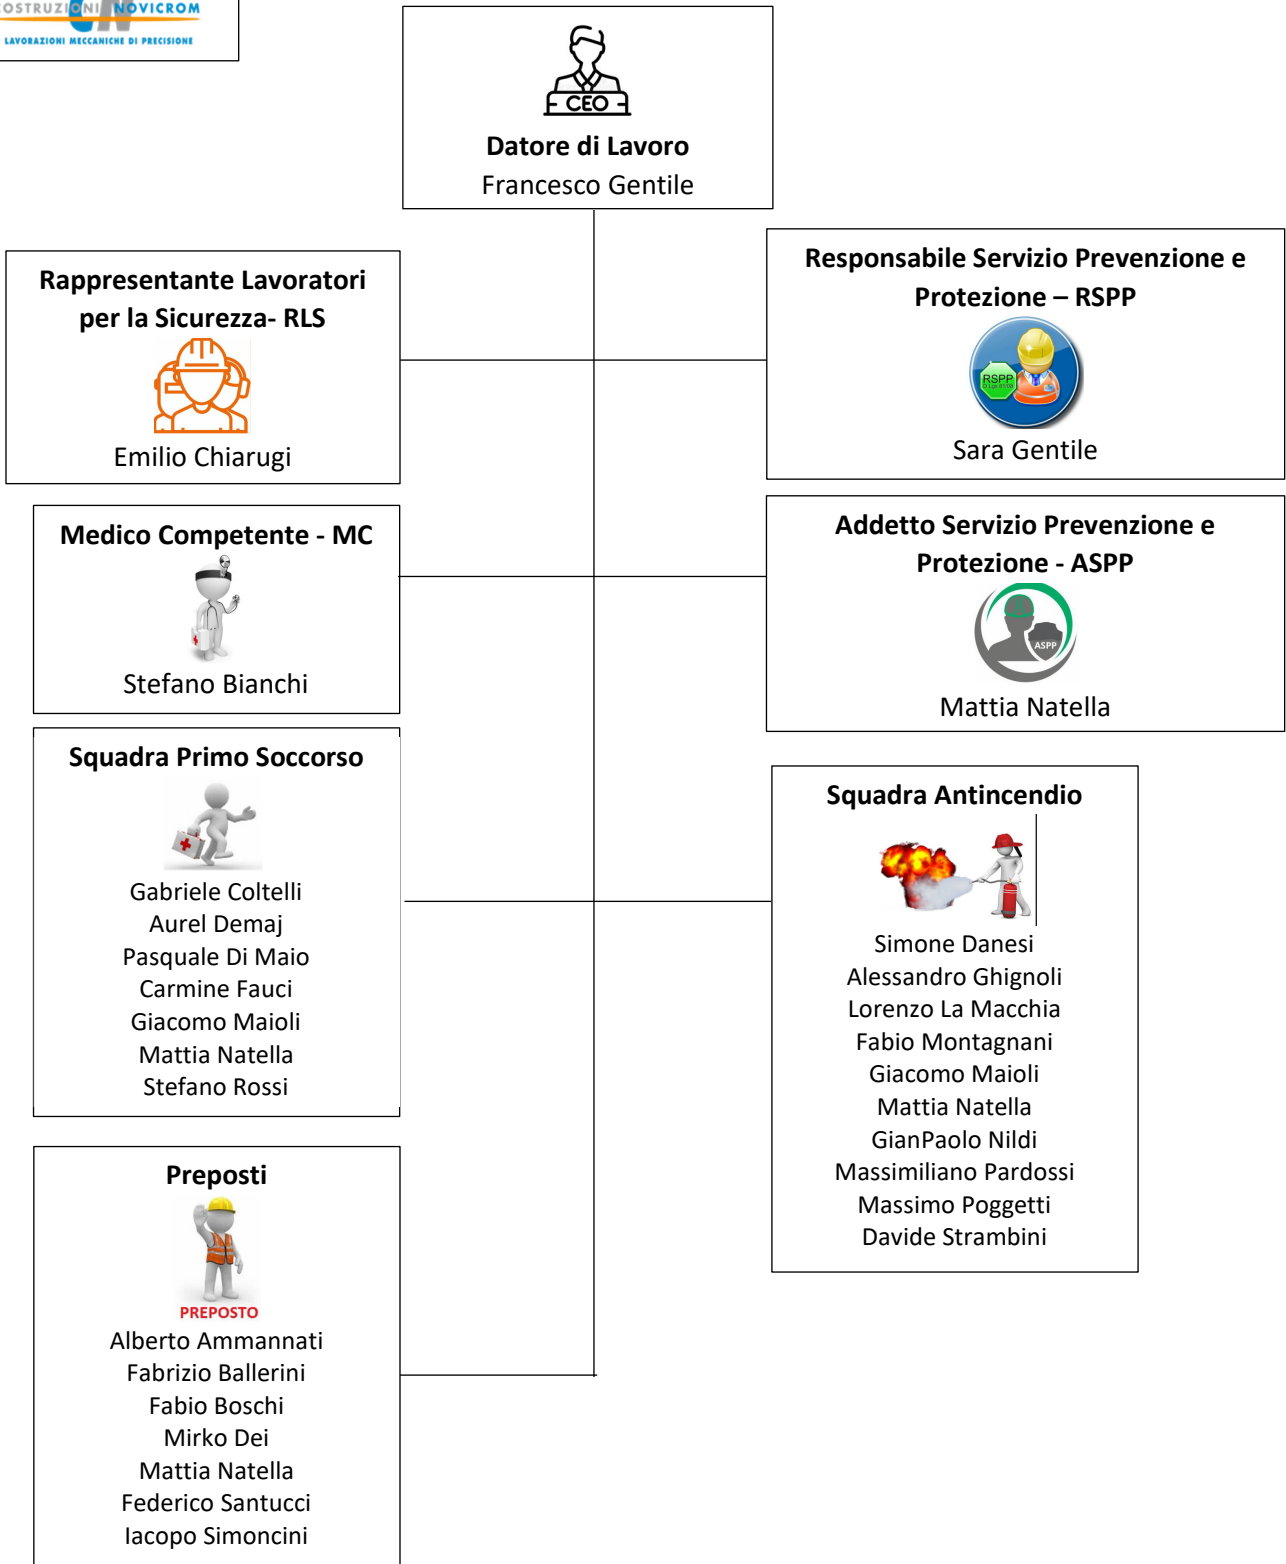 COSTRUZIONI NOVICROM
LAVORAZIONI MECCANICHE DI PRECISIONE
CEO
Datore di Lavoro
Francesco Gentile
Rappresentante Lavoratori
per la Sicurezza- RLS
Emilio Chiarugi
Responsabile Servizio Prevenzione e
Protezione – RSPP
RSPP
D.Lgs 81/08
Sara Gentile
Medico Competente - MC
Stefano Bianchi
Addetto Servizio Prevenzione e
Protezione - ASPP
ASPP
Mattia Natella
Squadra Primo Soccorso
Gabriele Coltelli
Aurel Demaj
Pasquale Di Maio
Carmine Fauci
Giacomo Maioli
Mattia Natella
Stefano Rossi
Squadra Antincendio
Simone Danesi
Alessandro Ghignoli
Lorenzo La Macchia
Fabio Montagnani
Giacomo Maioli
Mattia Natella
GianPaolo Nildi
Massimiliano Pardossi
Massimo Poggetti
Davide Strambini
Preposti
PREPOSTO
Alberto Ammannati
Fabrizio Ballerini
Fabio Boschi
Mirko Dei
Mattia Natella
Federico Santucci
Iacopo Simoncini